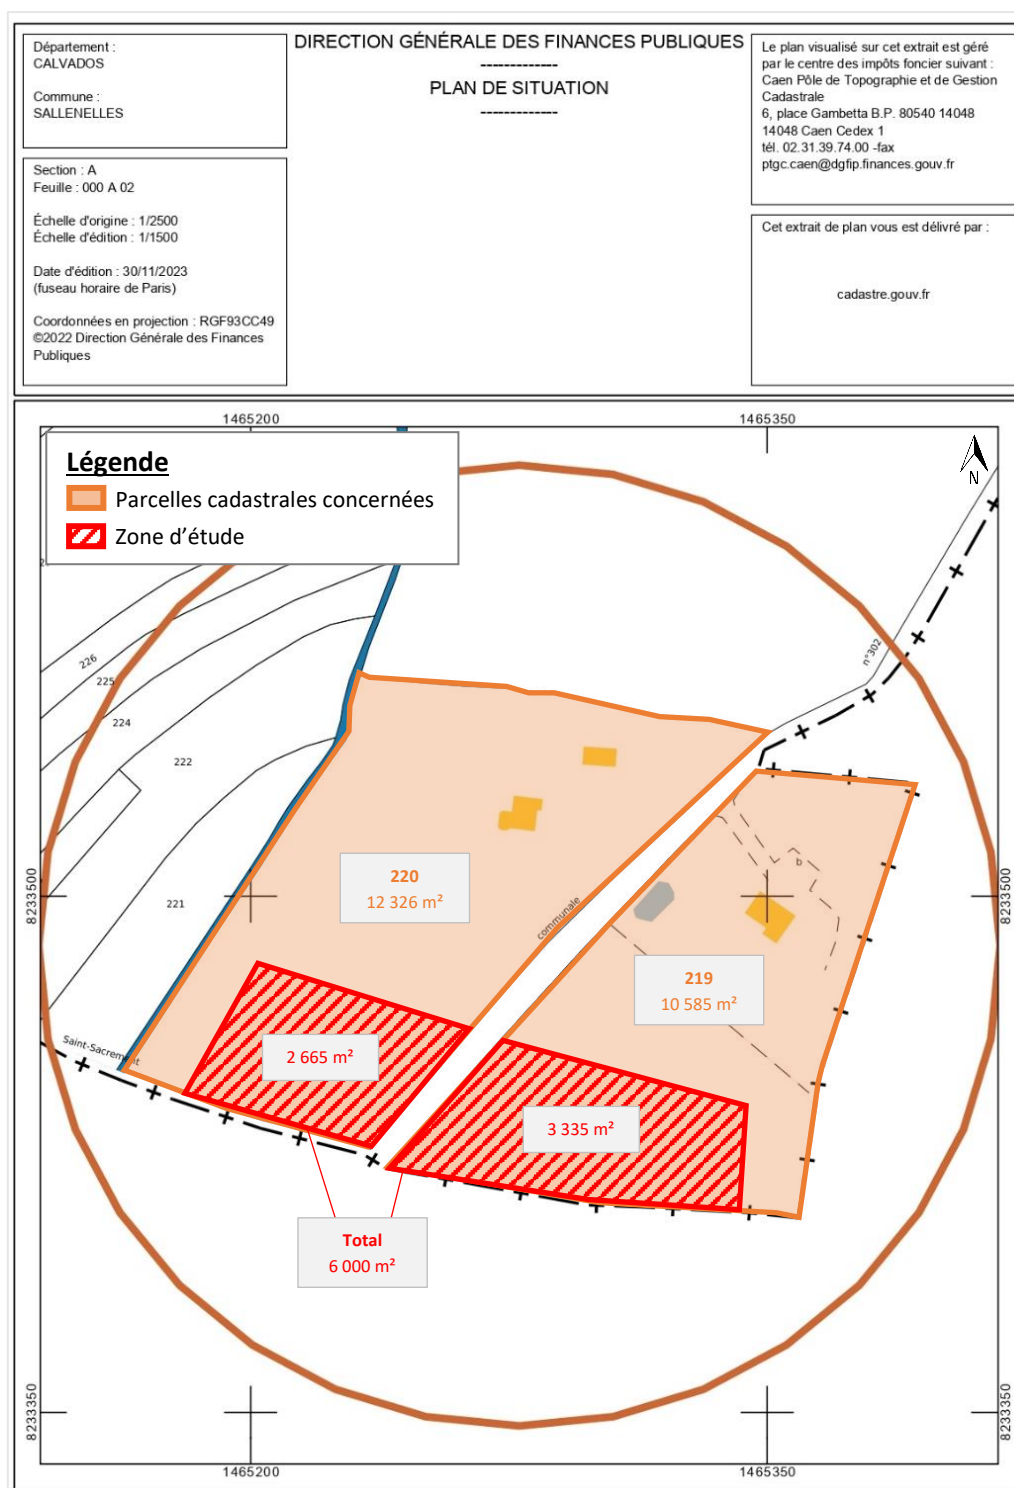 Département :
CALVADOS
Commune :
SALLENELLES
Section : A
Feuille : 000 A 02
Échelle d'origine : 1/2500
Échelle d'édition : 1/1500
Date d'édition : 30/11/2023
(fuseau horaire de Paris)
Coordonnées en projection : RGF93CC49
©2022 Direction Générale des Finances
Publiques
DIRECTION GÉNÉRALE DES FINANCES PUBLIQUES
-------------
PLAN DE SITUATION
-------------
Le plan visualisé sur cet extrait est géré
par le centre des impôts foncier suivant :
Caen Pôle de Topographie et de Gestion
Cadastrale
6, place Gambetta B.P. 80540 14048
14048 Caen Cedex 1
tél. 02.31.39.74.00 -fax
ptgc.caen@dgfip.finances.gouv.fr
Cet extrait de plan vous est délivré par :
cadastre.gouv.fr
1465200
1465350
Légende
Parcelles cadastrales concernées
Zone d'étude
N
n°302
226
225
224
222
221
220
12 326 m²
communale
b
8233500
8233500
219
10 585 m²
Saint-Sacrement
2 665 m²
3 335 m²
Total
6 000 m²
8233350
8233350
1465200
1465350